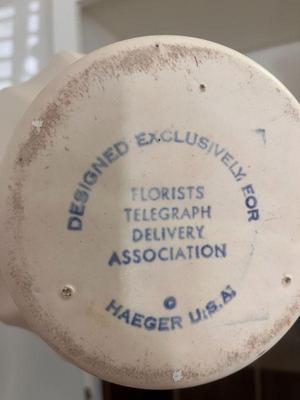 DESIGNED EXCLUSIVELY FOR
FLORISTS
TELEGRAPH
DELIVERY
ASSOCIATION
©
HAEGER U.S.A.